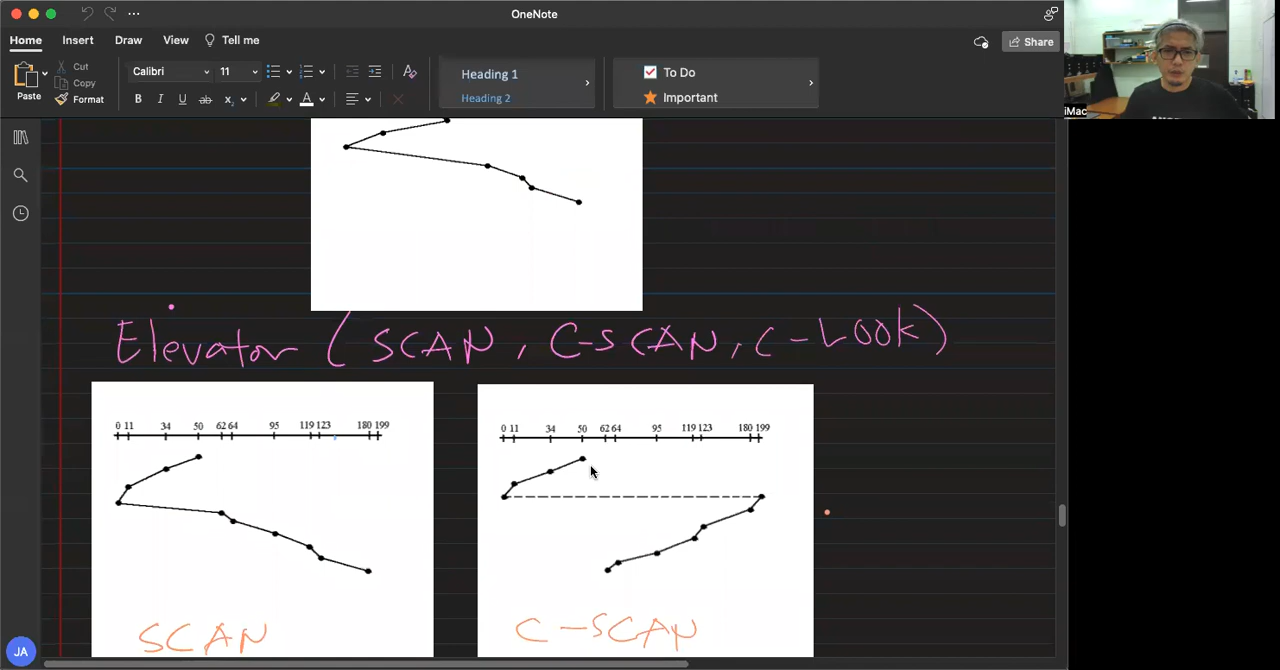 OneNote
Home Insert Draw View Tell me
Share
Paste
Cut
Copy
Format
Calibri 11
B I U ab x A
Heading 1
Heading 2
To Do
Important
iMac
Elevator (SCAN, C-SCAN, C-LOOK)
0 11 34 50 62 64 95 119 123 180 199
0 11 34 50 62 64 95 119 123 180 199
SCAN
C-SCAN
JA